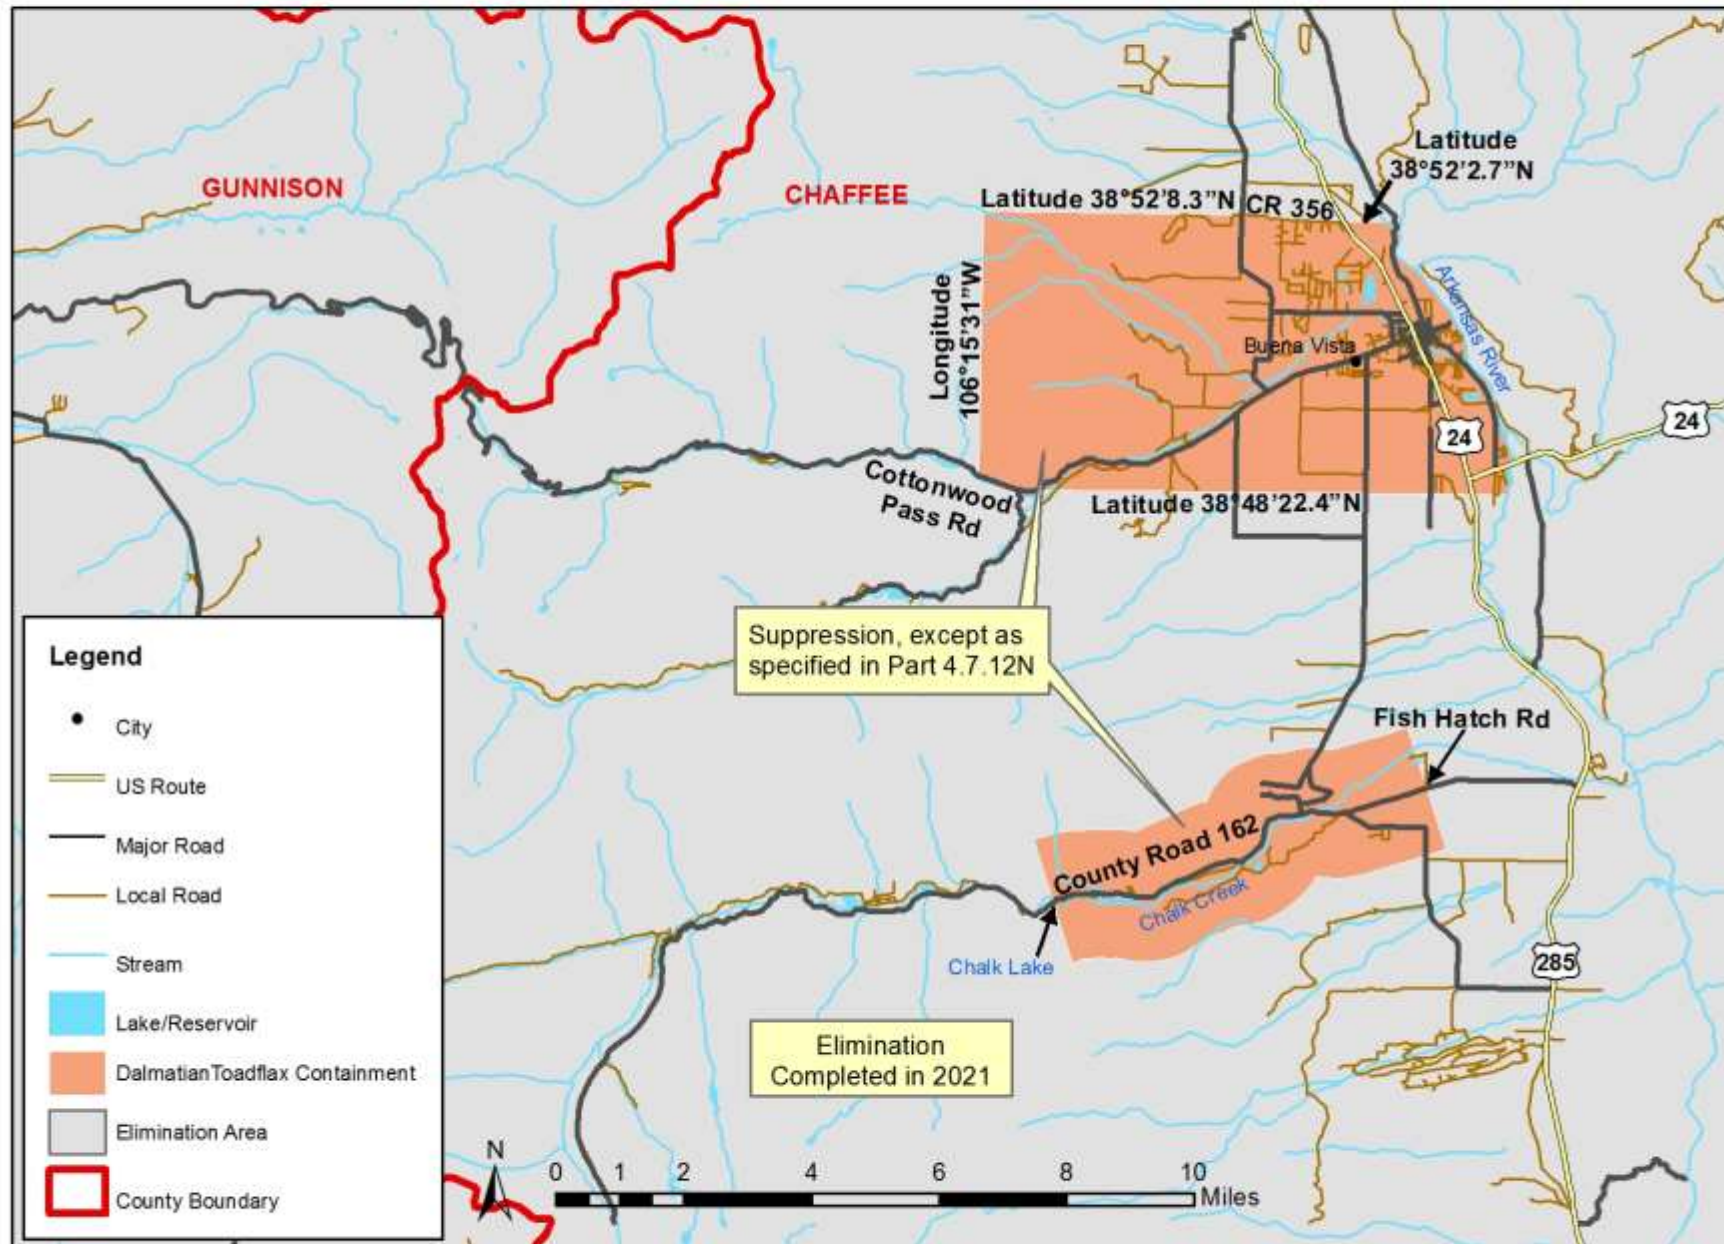 Latitude
38°52’2.7”N
GUNNISON
CHAFFEE
Latitude 38°52’8.3”N
CR 356
Longitude
106°15’31”W
Arkansas River
Buena Vista
24
24
Cottonwood
Pass Rd
Latitude 38°48’22.4”N
Suppression, except as
specified in Part 4.7.12N
Fish Hatch Rd
County Road 162
Chalk Creek
Chalk Lake
285
Elimination
Completed in 2021
Legend
City
US Route
Major Road
Local Road
Stream
Lake/Reservoir
DalmatianToadflax Containment
Elimination Area
County Boundary
N
0 1 2 4 6 8 10
Miles